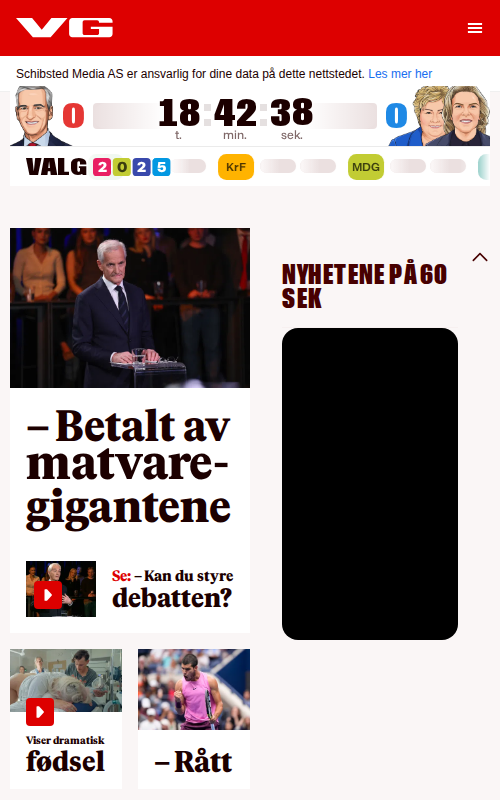 VG
Schibsted Media AS er ansvarlig for dine data på dette nettstedet. Les mer her
0 18:42:38 0
t. min. sek.
VALG 2025 KrF MDG
NYHETENE PÅ 60
SEK
– Betalt av
matvare-
gigantene
Se: – Kan du styre
debatten?
Viser dramatisk
fødsel
– Rått